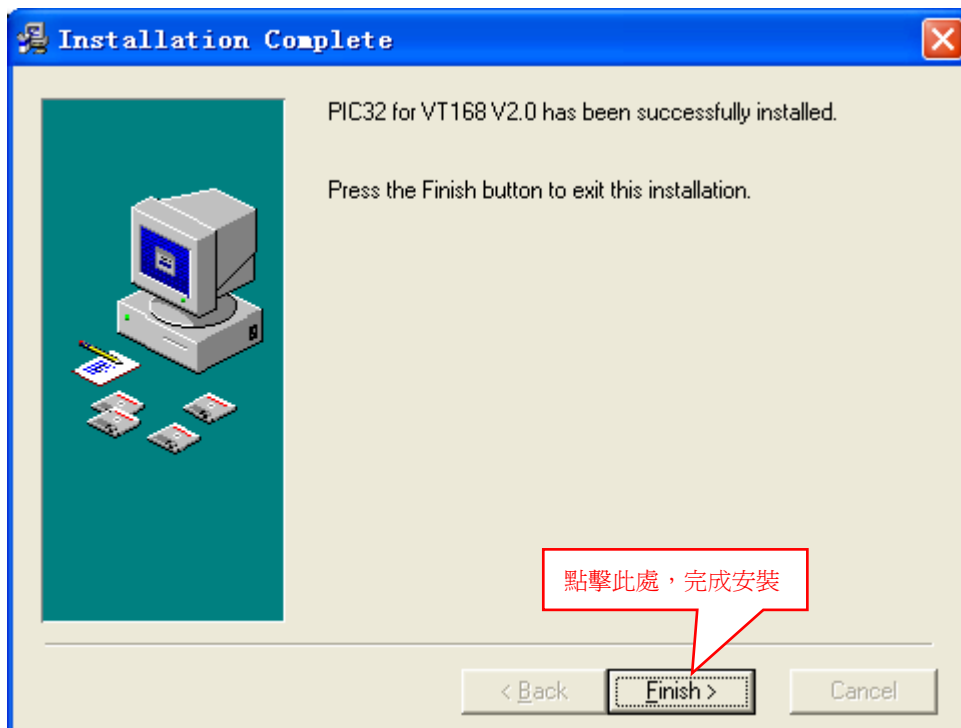 Installation Complete
PIC32 for VT168 V2.0 has been successfully installed.
Press the Finish button to exit this installation.
點擊此處，完成安裝
< Back
Finish >
Cancel